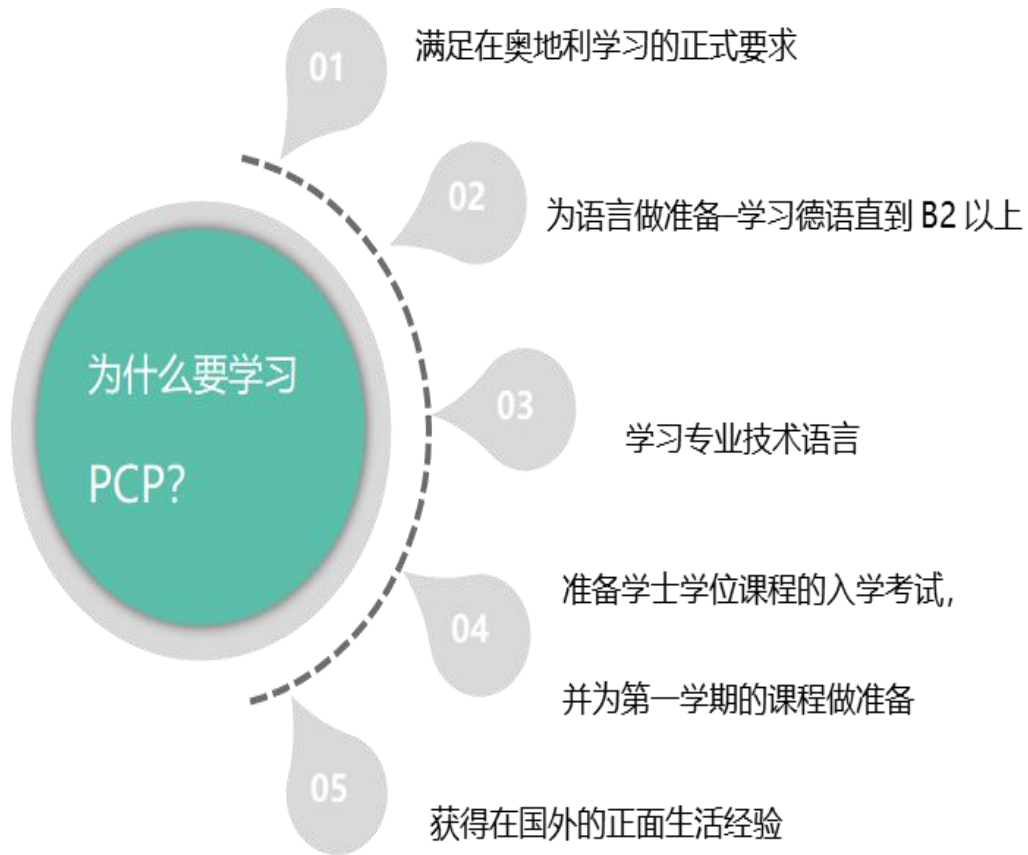 01
满足在奥地利学习的正式要求
02
为语言做准备–学习德语直到 B2 以上
为什么要学习
PCP？
03
学习专业技术语言
04
准备学士学位课程的入学考试，
并为第一学期的课程做准备
05
获得在国外的正面生活经验